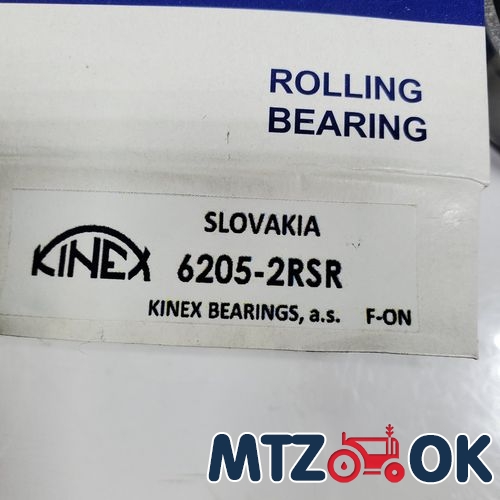 ROLLING
BEARING
SLOVAKIA
KINEX 6205-2RSR
KINEX BEARINGS, a.s. F-ON
MTZ OK